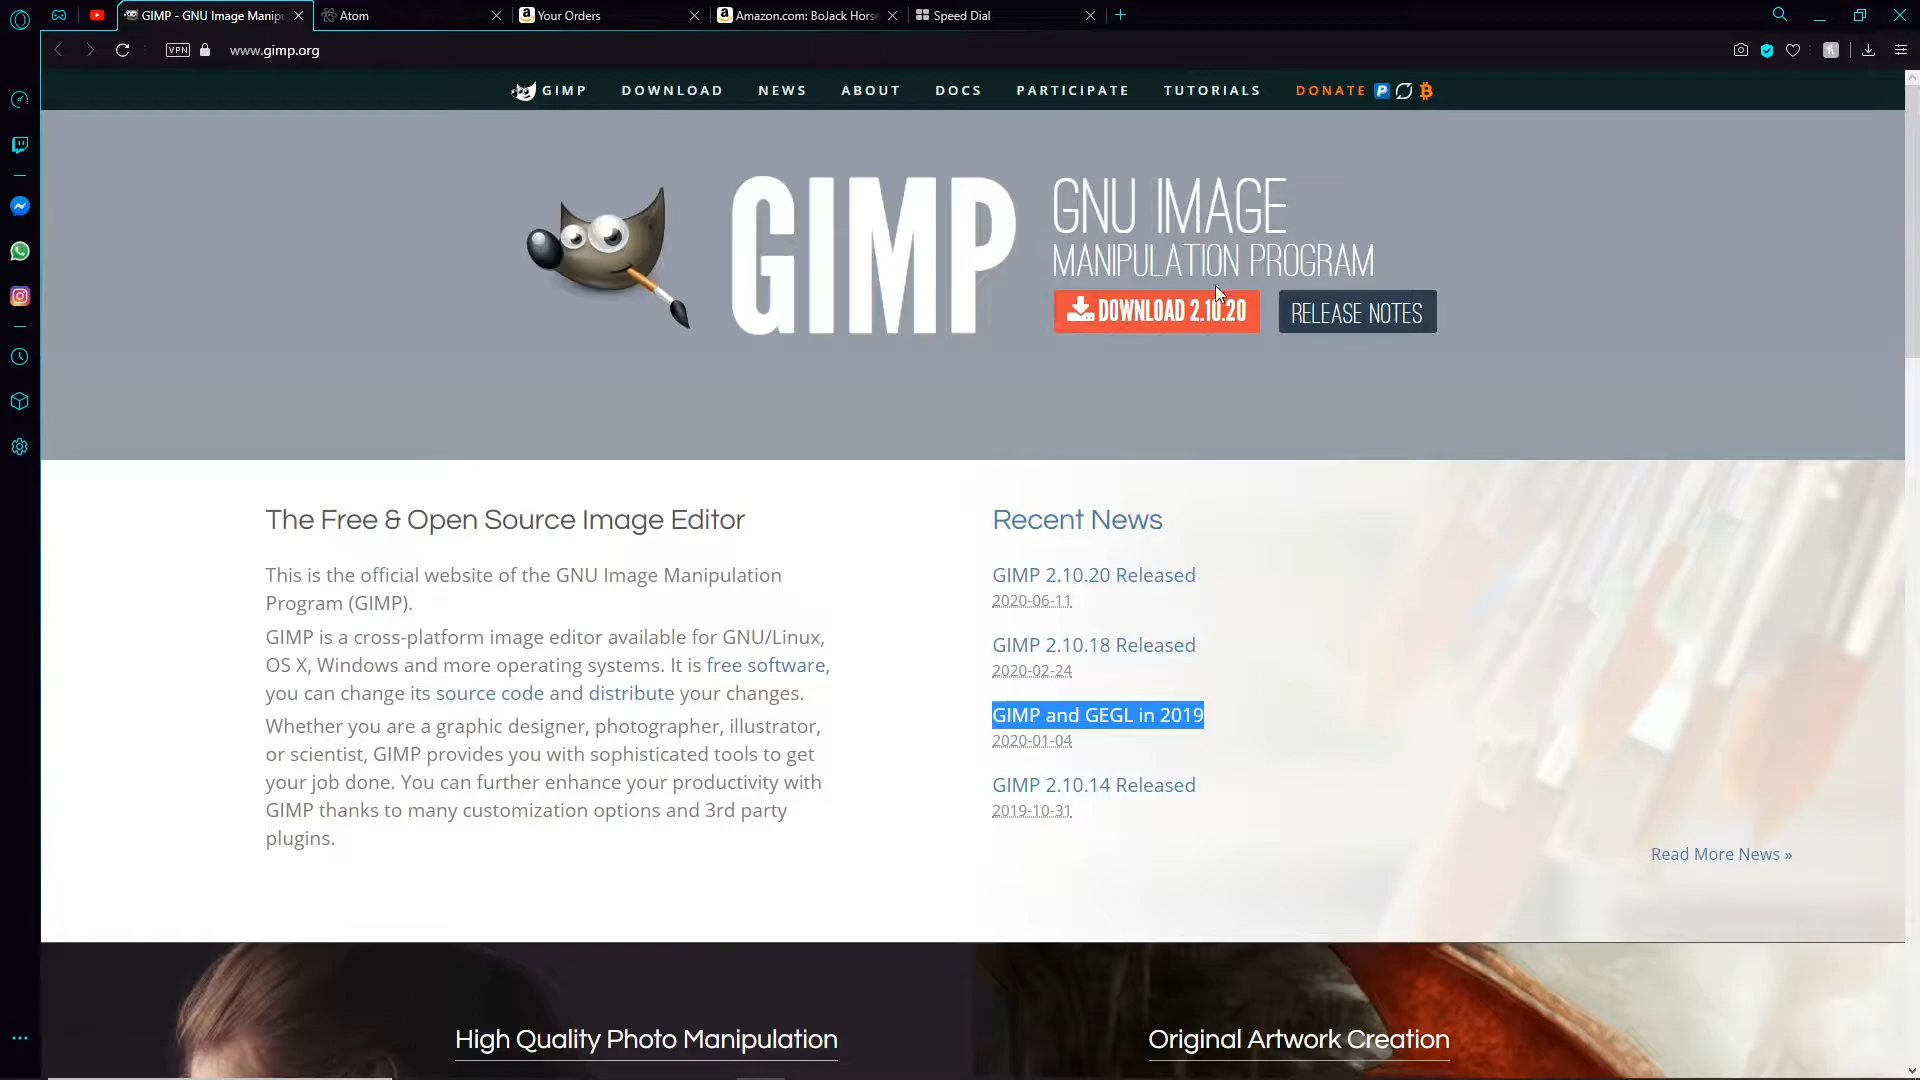 GIMP - GNU Image Manipu
Atom
Your Orders
Amazon.com: BoJack Horse
Speed Dial
VPN
www.gimp.org
GIMP
DOWNLOAD
NEWS
ABOUT
DOCS
PARTICIPATE
TUTORIALS
DONATE
GIMP
GNU IMAGE
MANIPULATION PROGRAM
DOWNLOAD 2.10.20
RELEASE NOTES
The Free & Open Source Image Editor
This is the official website of the GNU Image Manipulation
Program (GIMP).
GIMP is a cross-platform image editor available for GNU/Linux,
OS X, Windows and more operating systems. It is free software,
you can change its source code and distribute your changes.
Whether you are a graphic designer, photographer, illustrator,
or scientist, GIMP provides you with sophisticated tools to get
your job done. You can further enhance your productivity with
GIMP thanks to many customization options and 3rd party
plugins.
Recent News
GIMP 2.10.20 Released
2020-06-11
GIMP 2.10.18 Released
2020-02-24
GIMP and GEGL in 2019
2020-01-04
GIMP 2.10.14 Released
2019-10-31
Read More News »
High Quality Photo Manipulation
Original Artwork Creation